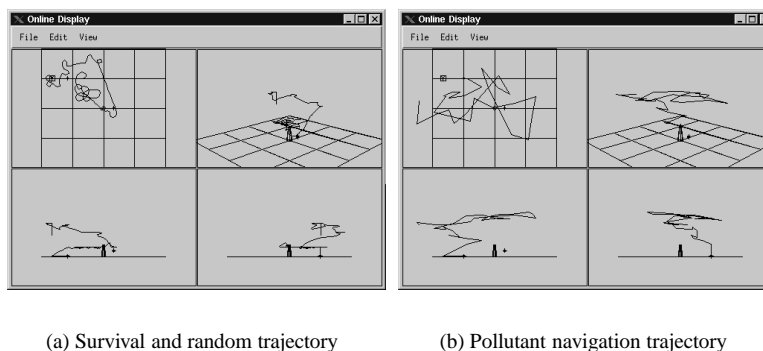 Online Display
File Edit View
Online Display
File Edit View
(a) Survival and random trajectory
(b) Pollutant navigation trajectory